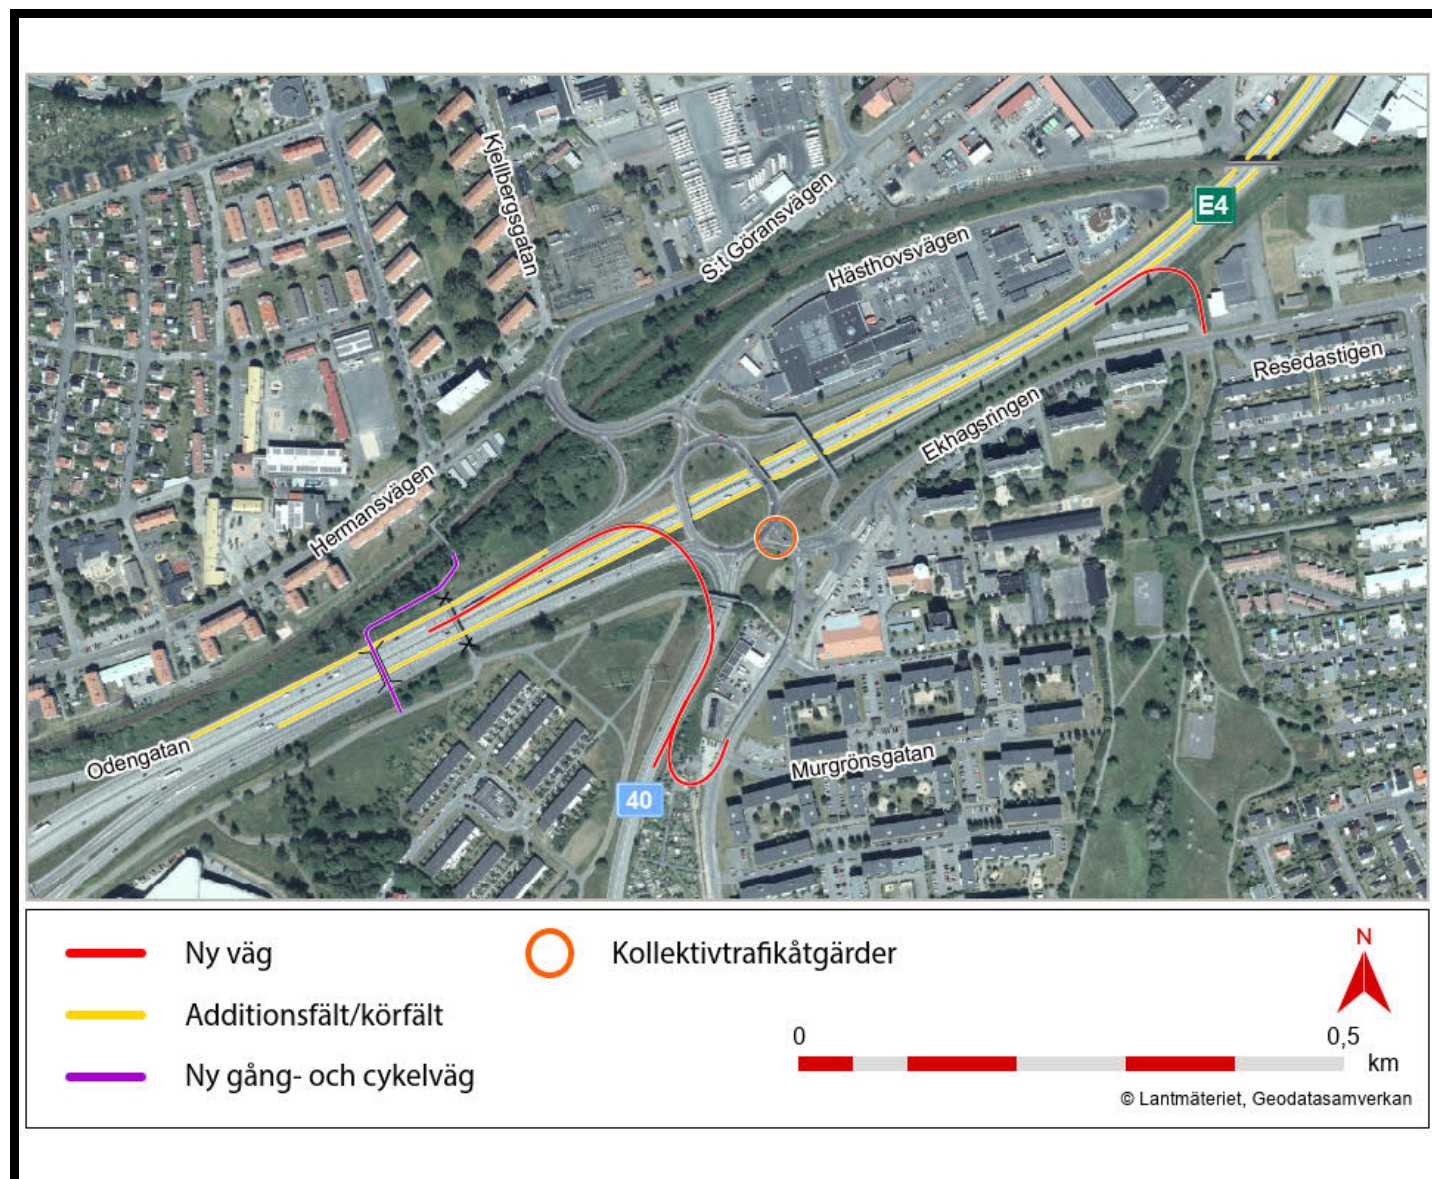 Kjellbergsgatan
S:t Göransvägen
Hästhovsvägen
E4
Resedastigen
Ekhagsringen
Hermansvägen
Odengatan
Murgrönsgatan
40
Ny väg
Kollektivtrafikåtgärder
N
Additionsfält/körfält
0
0,5
km
Ny gång- och cykelväg
© Lantmäteriet, Geodatasamverkan